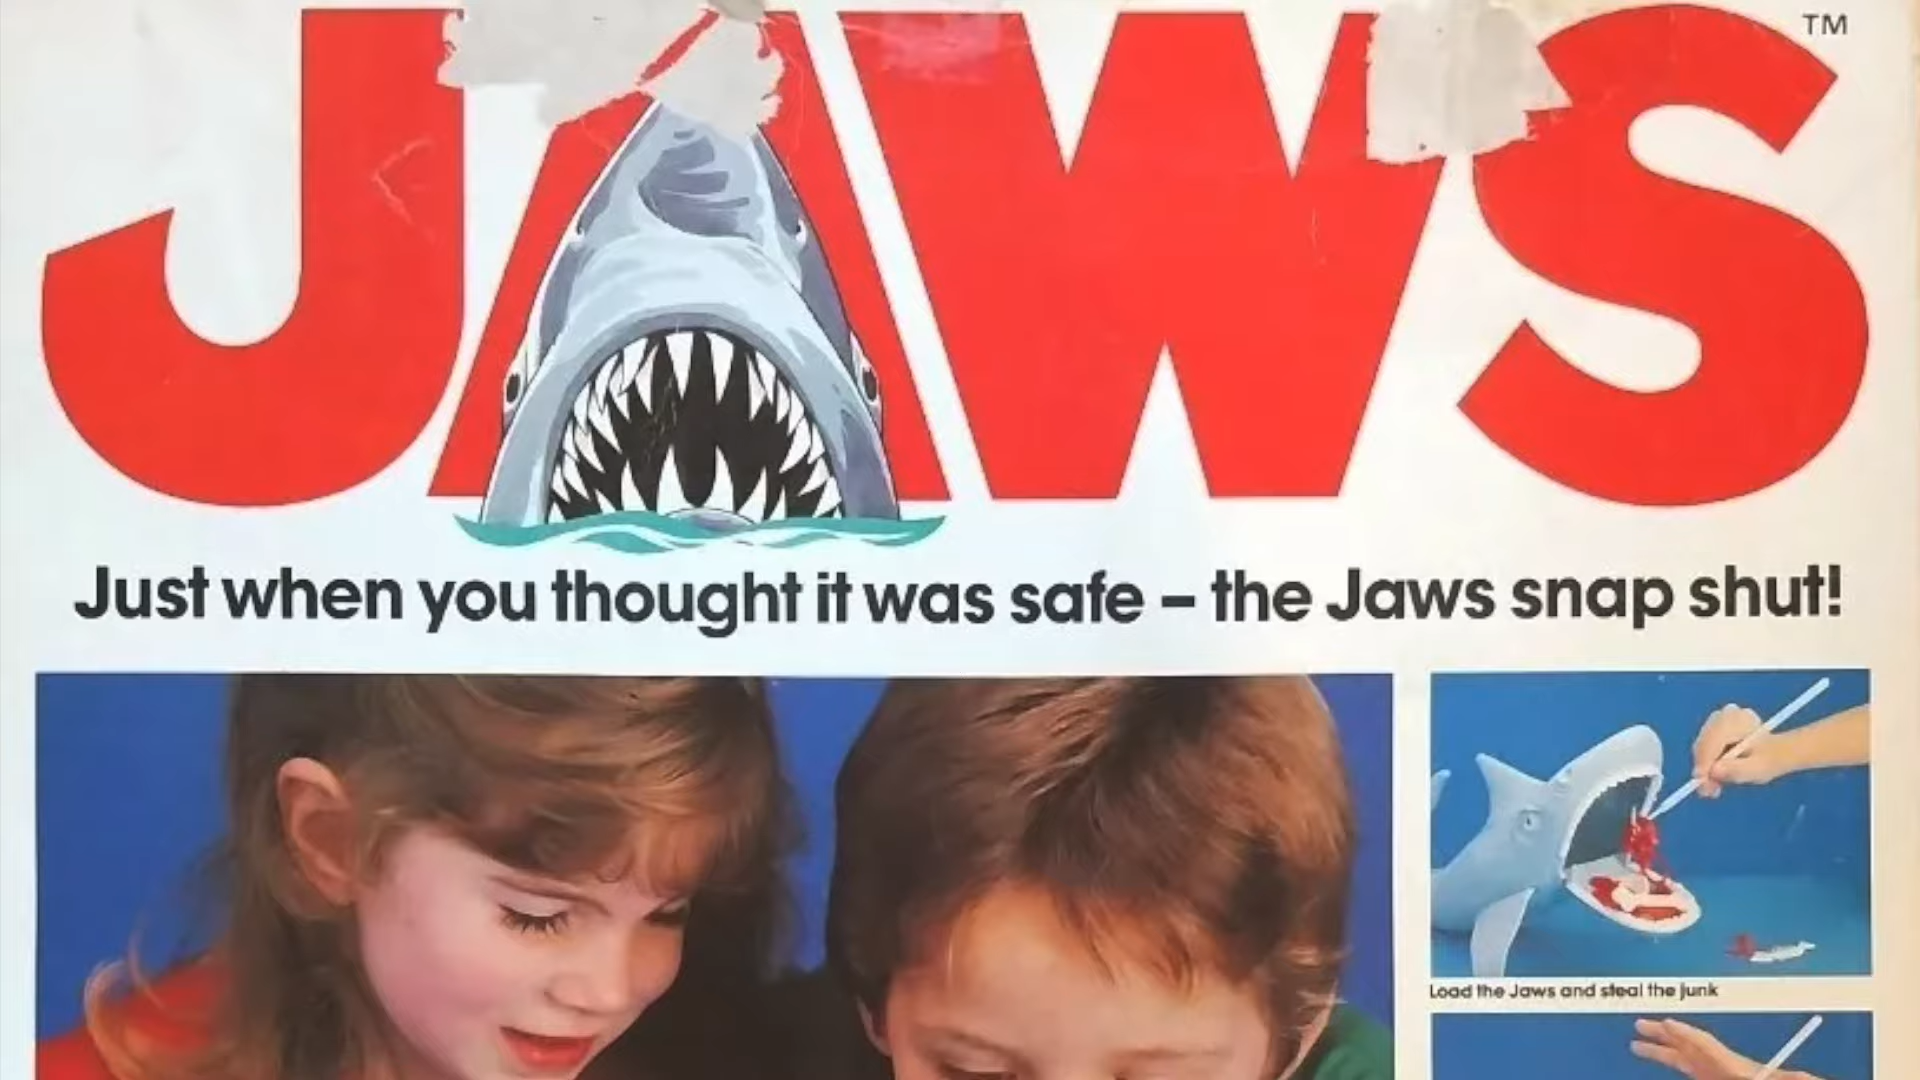 JAWS TM
Just when you thought it was safe – the Jaws snap shut!
Load the Jaws and steal the junk